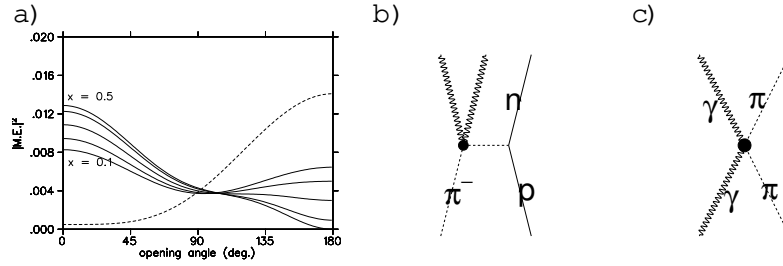 a)
b)
c)
.020
.016
.012
.008
.004
.000
|M.E.|²
x = 0.5
x = 0.1
0
45
90
135
180
opening angle (deg.)
n
π⁻
p
π
γ
γ
π